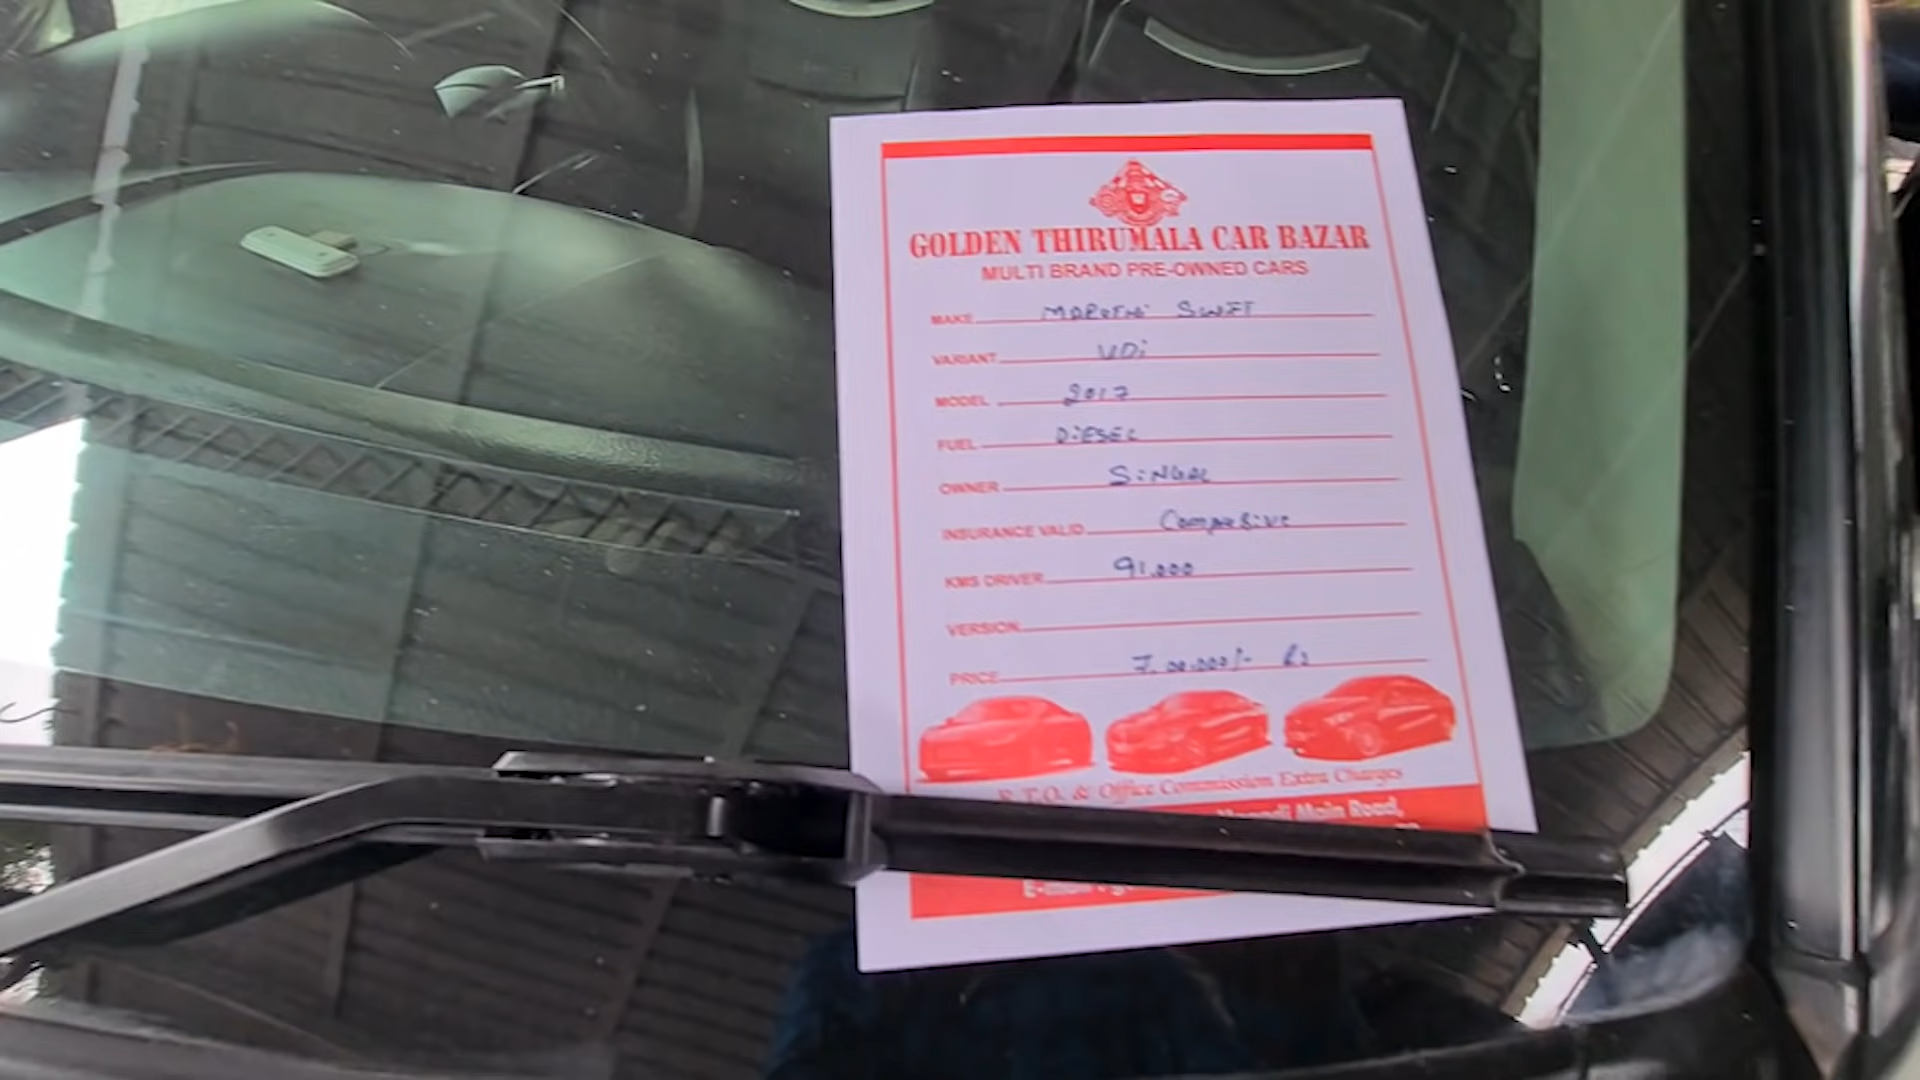 GOLDEN THIRUMALA CAR BAZAR
MULTI BRAND PRE-OWNED CARS
MAKE MARUTHi SWIFT
VARIANT VDi
MODEL 2017
FUEL DiESEL
OWNER SiNGAL
INSURANCE VALID
KMS DRIVER 91.000
VERSION
PRICE 7.00.000/- Rs
R.T.O. & Office Commission Extra Charges
Main Road,
E-mail :